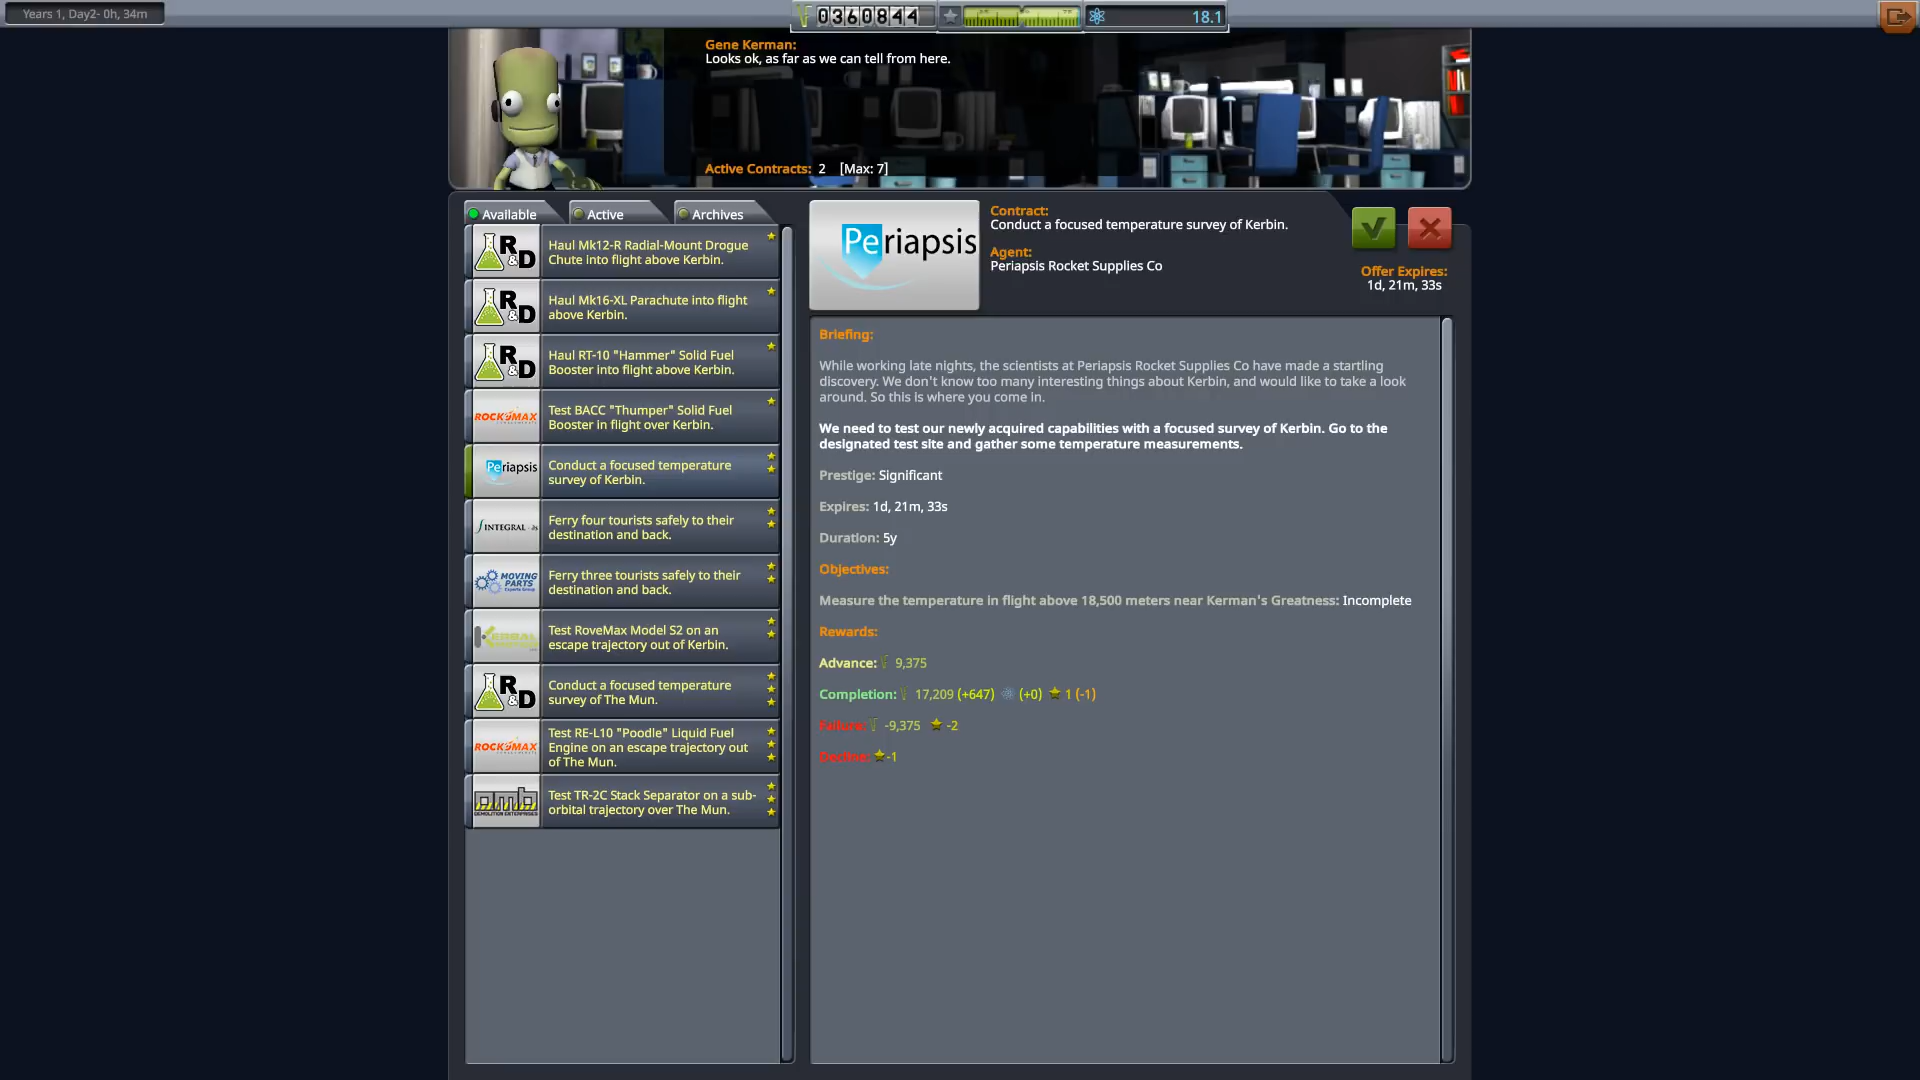 Years 1, Day2- 0h, 34m
0360844
18.1
Gene Kerman:
Looks ok, as far as we can tell from here.
Active Contracts: 2 [Max: 7]
Available
Active
Archives
R&D
Haul Mk12-R Radial-Mount Drogue
Chute into flight above Kerbin.
R&D
Haul Mk16-XL Parachute into flight
above Kerbin.
R&D
Haul RT-10 "Hammer" Solid Fuel
Booster into flight above Kerbin.
ROCKOMAX
Test BACC "Thumper" Solid Fuel
Booster in flight over Kerbin.
Periapsis
Conduct a focused temperature
survey of Kerbin.
INTEGRAL
Ferry four tourists safely to their
destination and back.
MOVING
PARTS
Experts Group
Ferry three tourists safely to their
destination and back.
Test RoveMax Model S2 on an
escape trajectory out of Kerbin.
R&D
Conduct a focused temperature
survey of The Mun.
ROCKOMAX
Test RE-L10 "Poodle" Liquid Fuel
Engine on an escape trajectory out
of The Mun.
Test TR-2C Stack Separator on a sub-
orbital trajectory over The Mun.
Periapsis
Contract:
Conduct a focused temperature survey of Kerbin.
Agent:
Periapsis Rocket Supplies Co
Offer Expires:
1d, 21m, 33s
Briefing:
While working late nights, the scientists at Periapsis Rocket Supplies Co have made a startling
discovery. We don't know too many interesting things about Kerbin, and would like to take a look
around. So this is where you come in.
We need to test our newly acquired capabilities with a focused survey of Kerbin. Go to the
designated test site and gather some temperature measurements.
Prestige: Significant
Expires: 1d, 21m, 33s
Duration: 5y
Objectives:
Measure the temperature in flight above 18,500 meters near Kerman's Greatness: Incomplete
Rewards:
Advance: 9,375
Completion: 17,209 (+647) (+0) 1 (-1)
Failure: -9,375 -2
Decline: -1